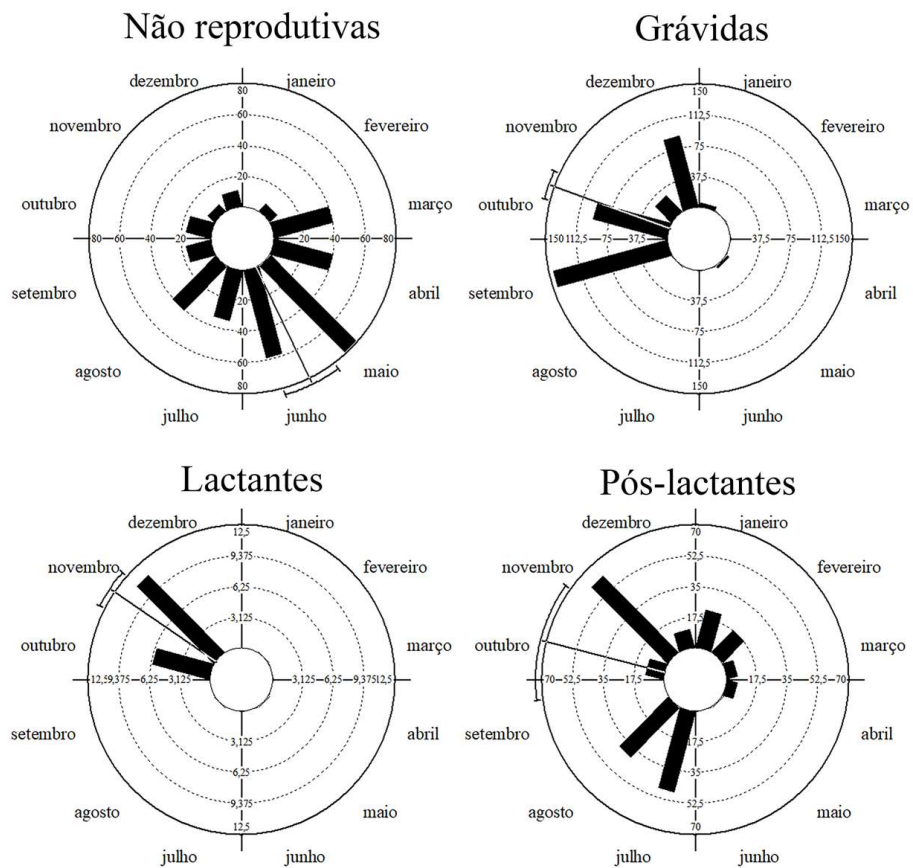 Não reprodutivas
dezembro
80
janeiro
novembro
60
fevereiro
40
20
outubro
março
80 60 40 20 20 40 60 80
setembro
abril
20
40
agosto
60
maio
80
julho
junho
Grávidas
dezembro
150
janeiro
novembro
112,5
fevereiro
75
37,5
outubro
março
150 112,5 75 37,5 37,5 75 112,5 150
setembro
abril
37,5
75
agosto
112,5
maio
150
julho
junho
Lactantes
dezembro
12,5
janeiro
novembro
9,375
fevereiro
6,25
3,125
outubro
março
12,5 9,375 6,25 3,125 3,125 6,25 9,375 12,5
setembro
abril
3,125
6,25
agosto
9,375
maio
12,5
julho
junho
Pós-lactantes
dezembro
70
janeiro
novembro
52,5
fevereiro
35
17,5
outubro
março
70 52,5 35 17,5 17,5 35 52,5 70
setembro
abril
17,5
35
agosto
52,5
maio
70
julho
junho